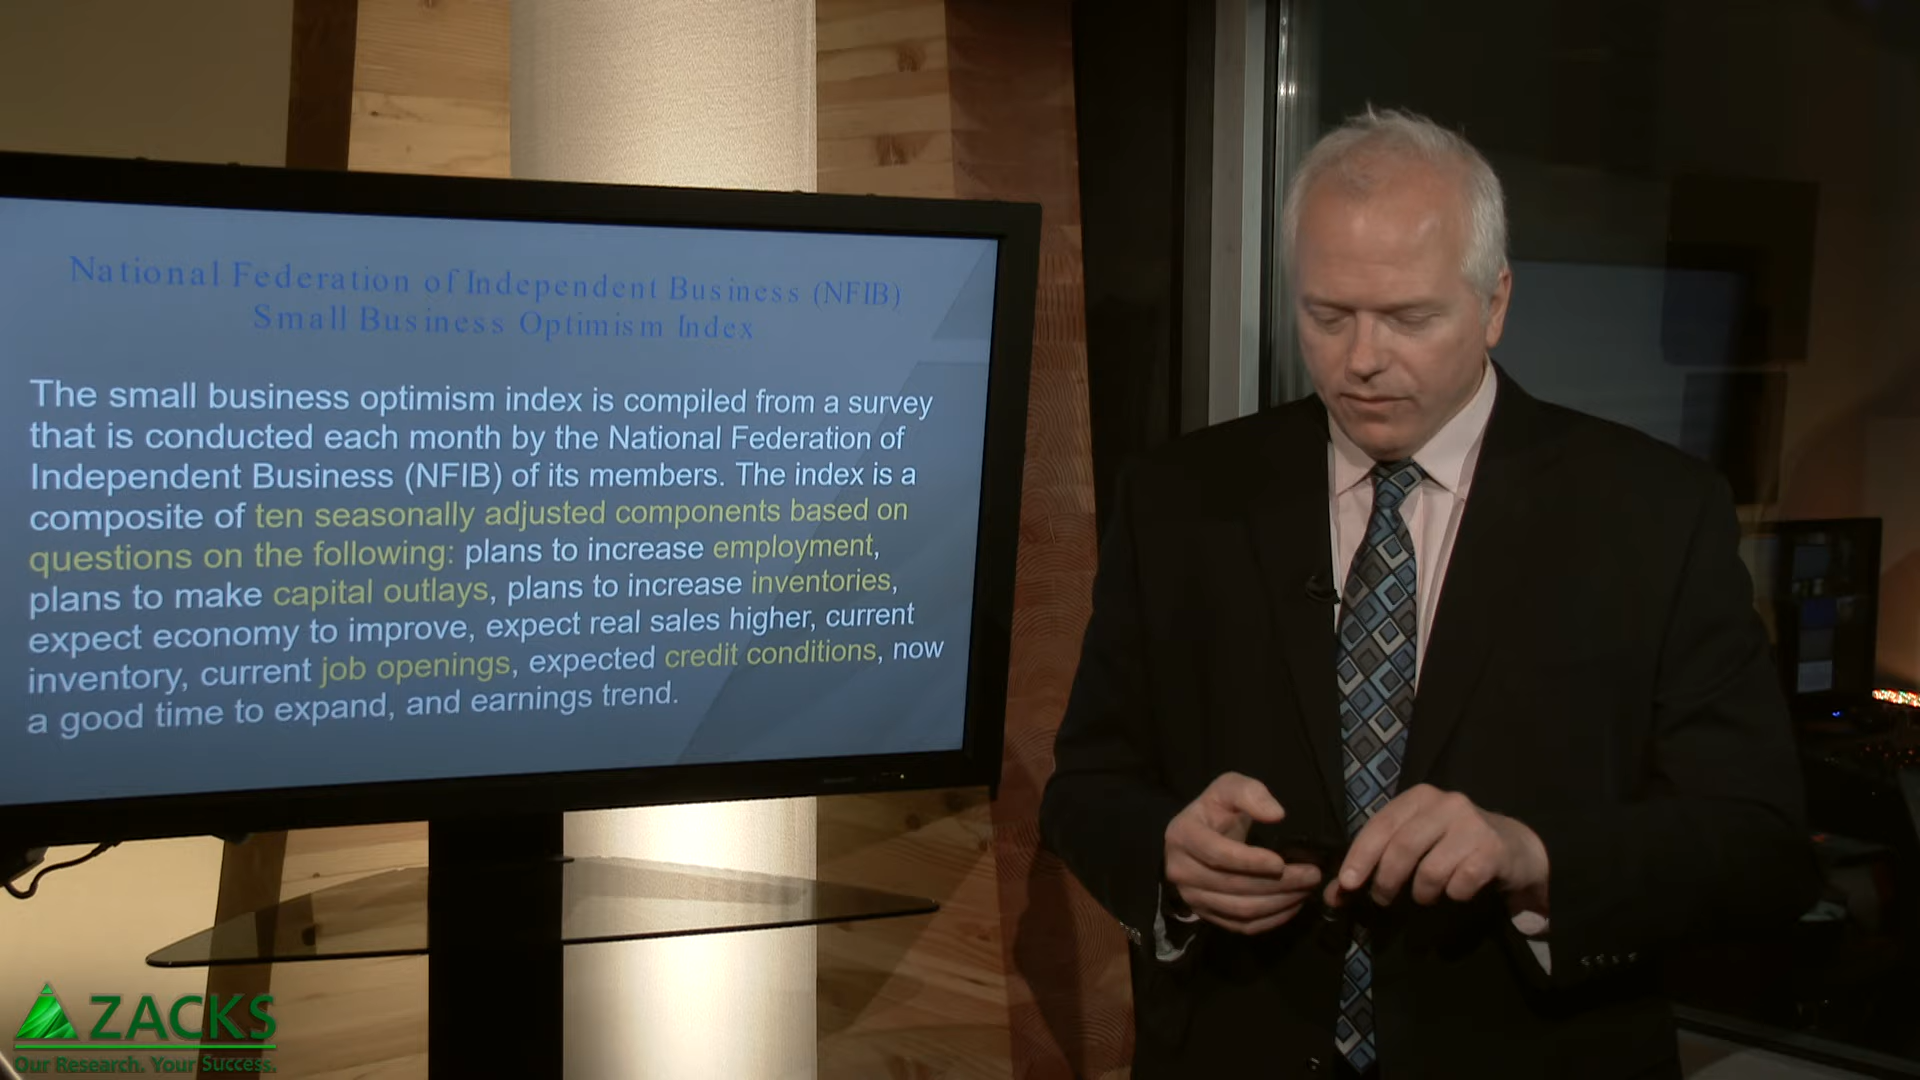 National Federation of Independent Business (NFIB)
Small Business Optimism Index
The small business optimism index is compiled from a survey
that is conducted each month by the National Federation of
Independent Business (NFIB) of its members. The index is a
composite of ten seasonally adjusted components based on
questions on the following: plans to increase employment,
plans to make capital outlays, plans to increase inventories,
expect economy to improve, expect real sales higher, current
inventory, current job openings, expected credit conditions, now
a good time to expand, and earnings trend.
ZACKS
Our Research. Your Success.